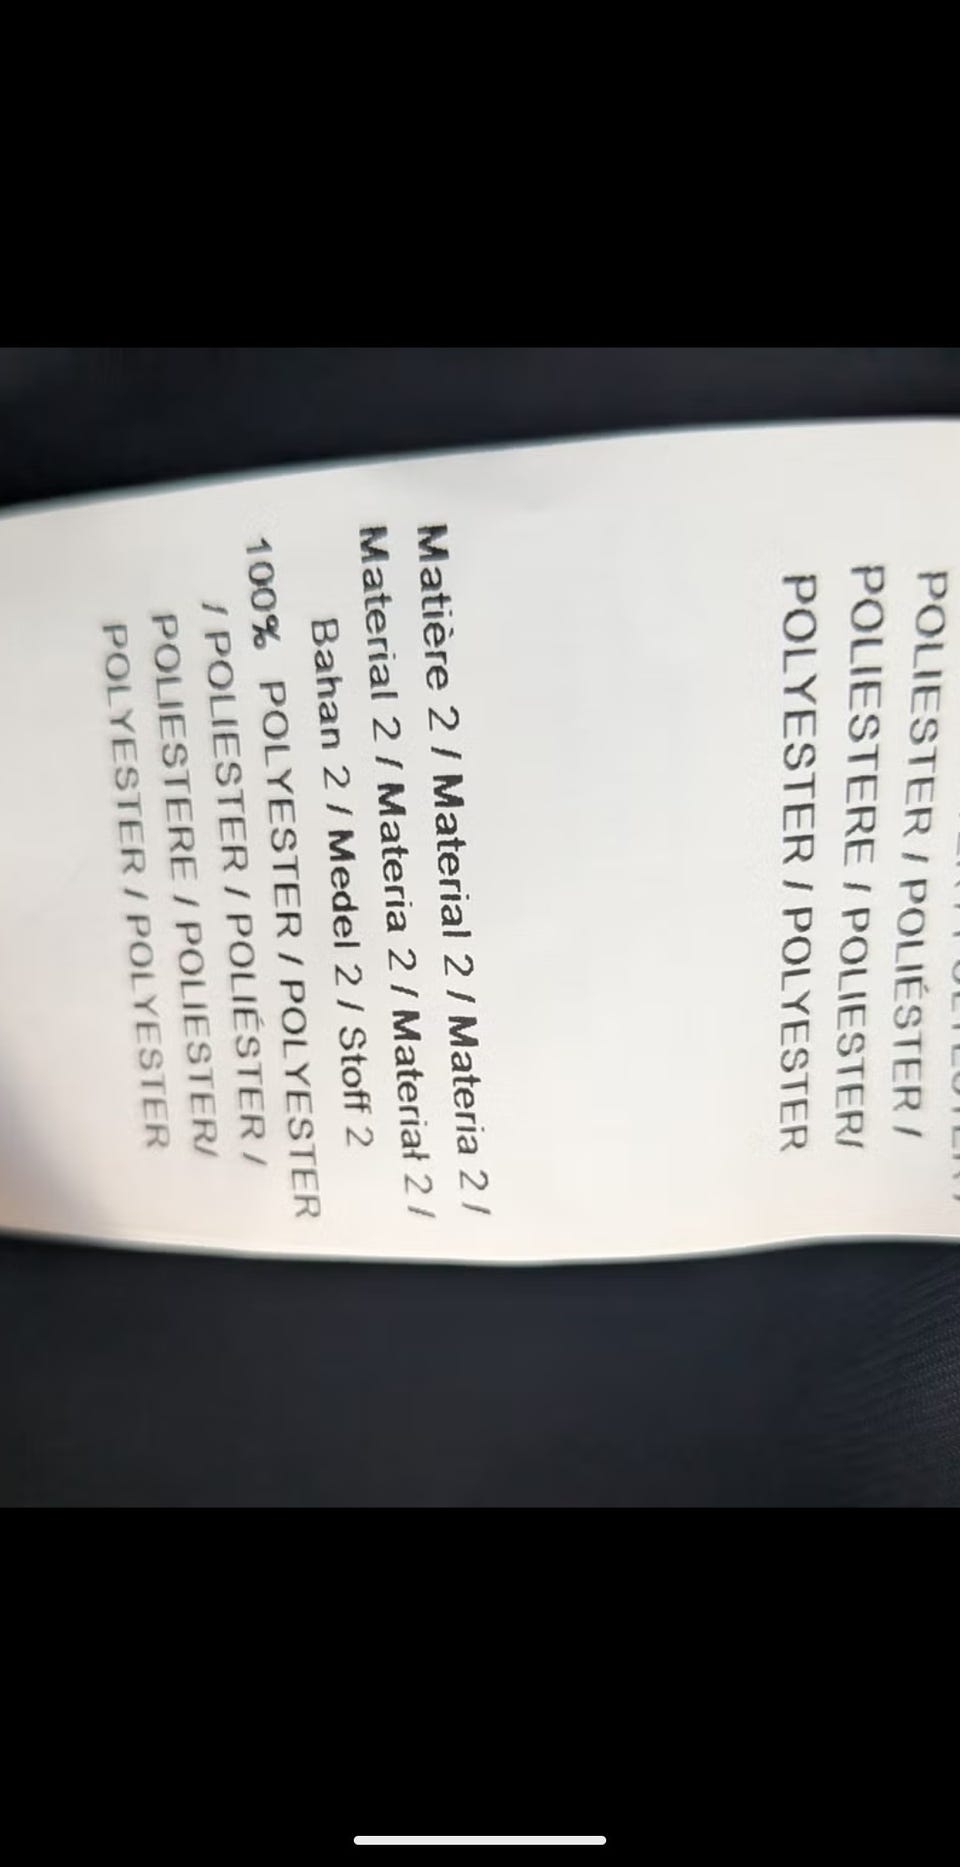 POLIESTER / POLIÉSTER /
POLIESTERE / POLIESTER/
POLYESTER / POLYESTER
Matière 2 / Material 2 / Materia 2 /
Material 2 / Materia 2 / Materiał 2 /
Bahan 2 / Medel 2 / Stoff 2
100% POLYESTER / POLYESTER
/ POLIESTER / POLIÉSTER /
POLIESTERE / POLIESTER/
POLYESTER / POLYESTER